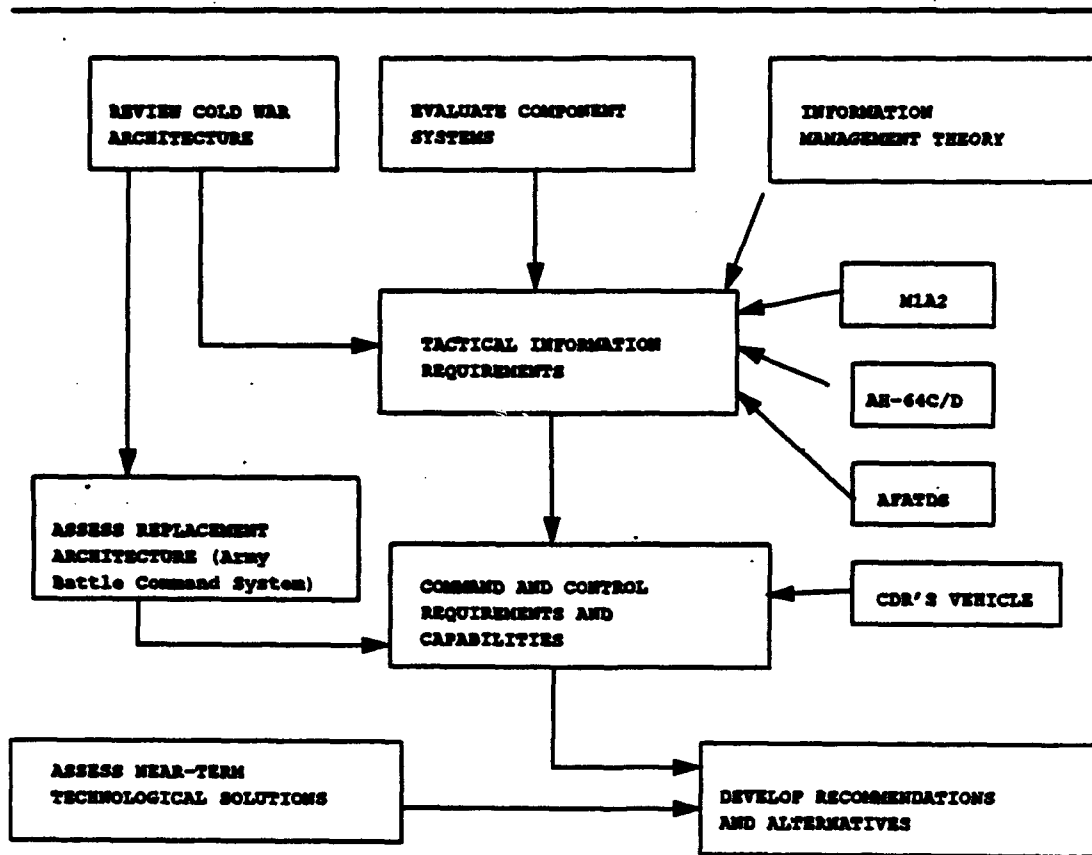 REVIEW COLD WAR
ARCHITECTURE
EVALUATE COMPONENT
SYSTEMS
INFORMATION
MANAGEMENT THEORY
M1A2
TACTICAL INFORMATION
REQUIREMENTS
AH-64C/D
AFATDS
ASSESS REPLACEMENT
ARCHITECTURE (Army
Battle Command System)
COMMAND AND CONTROL
REQUIREMENTS AND
CAPABILITIES
CDR'S VEHICLE
ASSESS NEAR-TERM
TECHNOLOGICAL SOLUTIONS
DEVELOP RECOMMENDATIONS
AND ALTERNATIVES